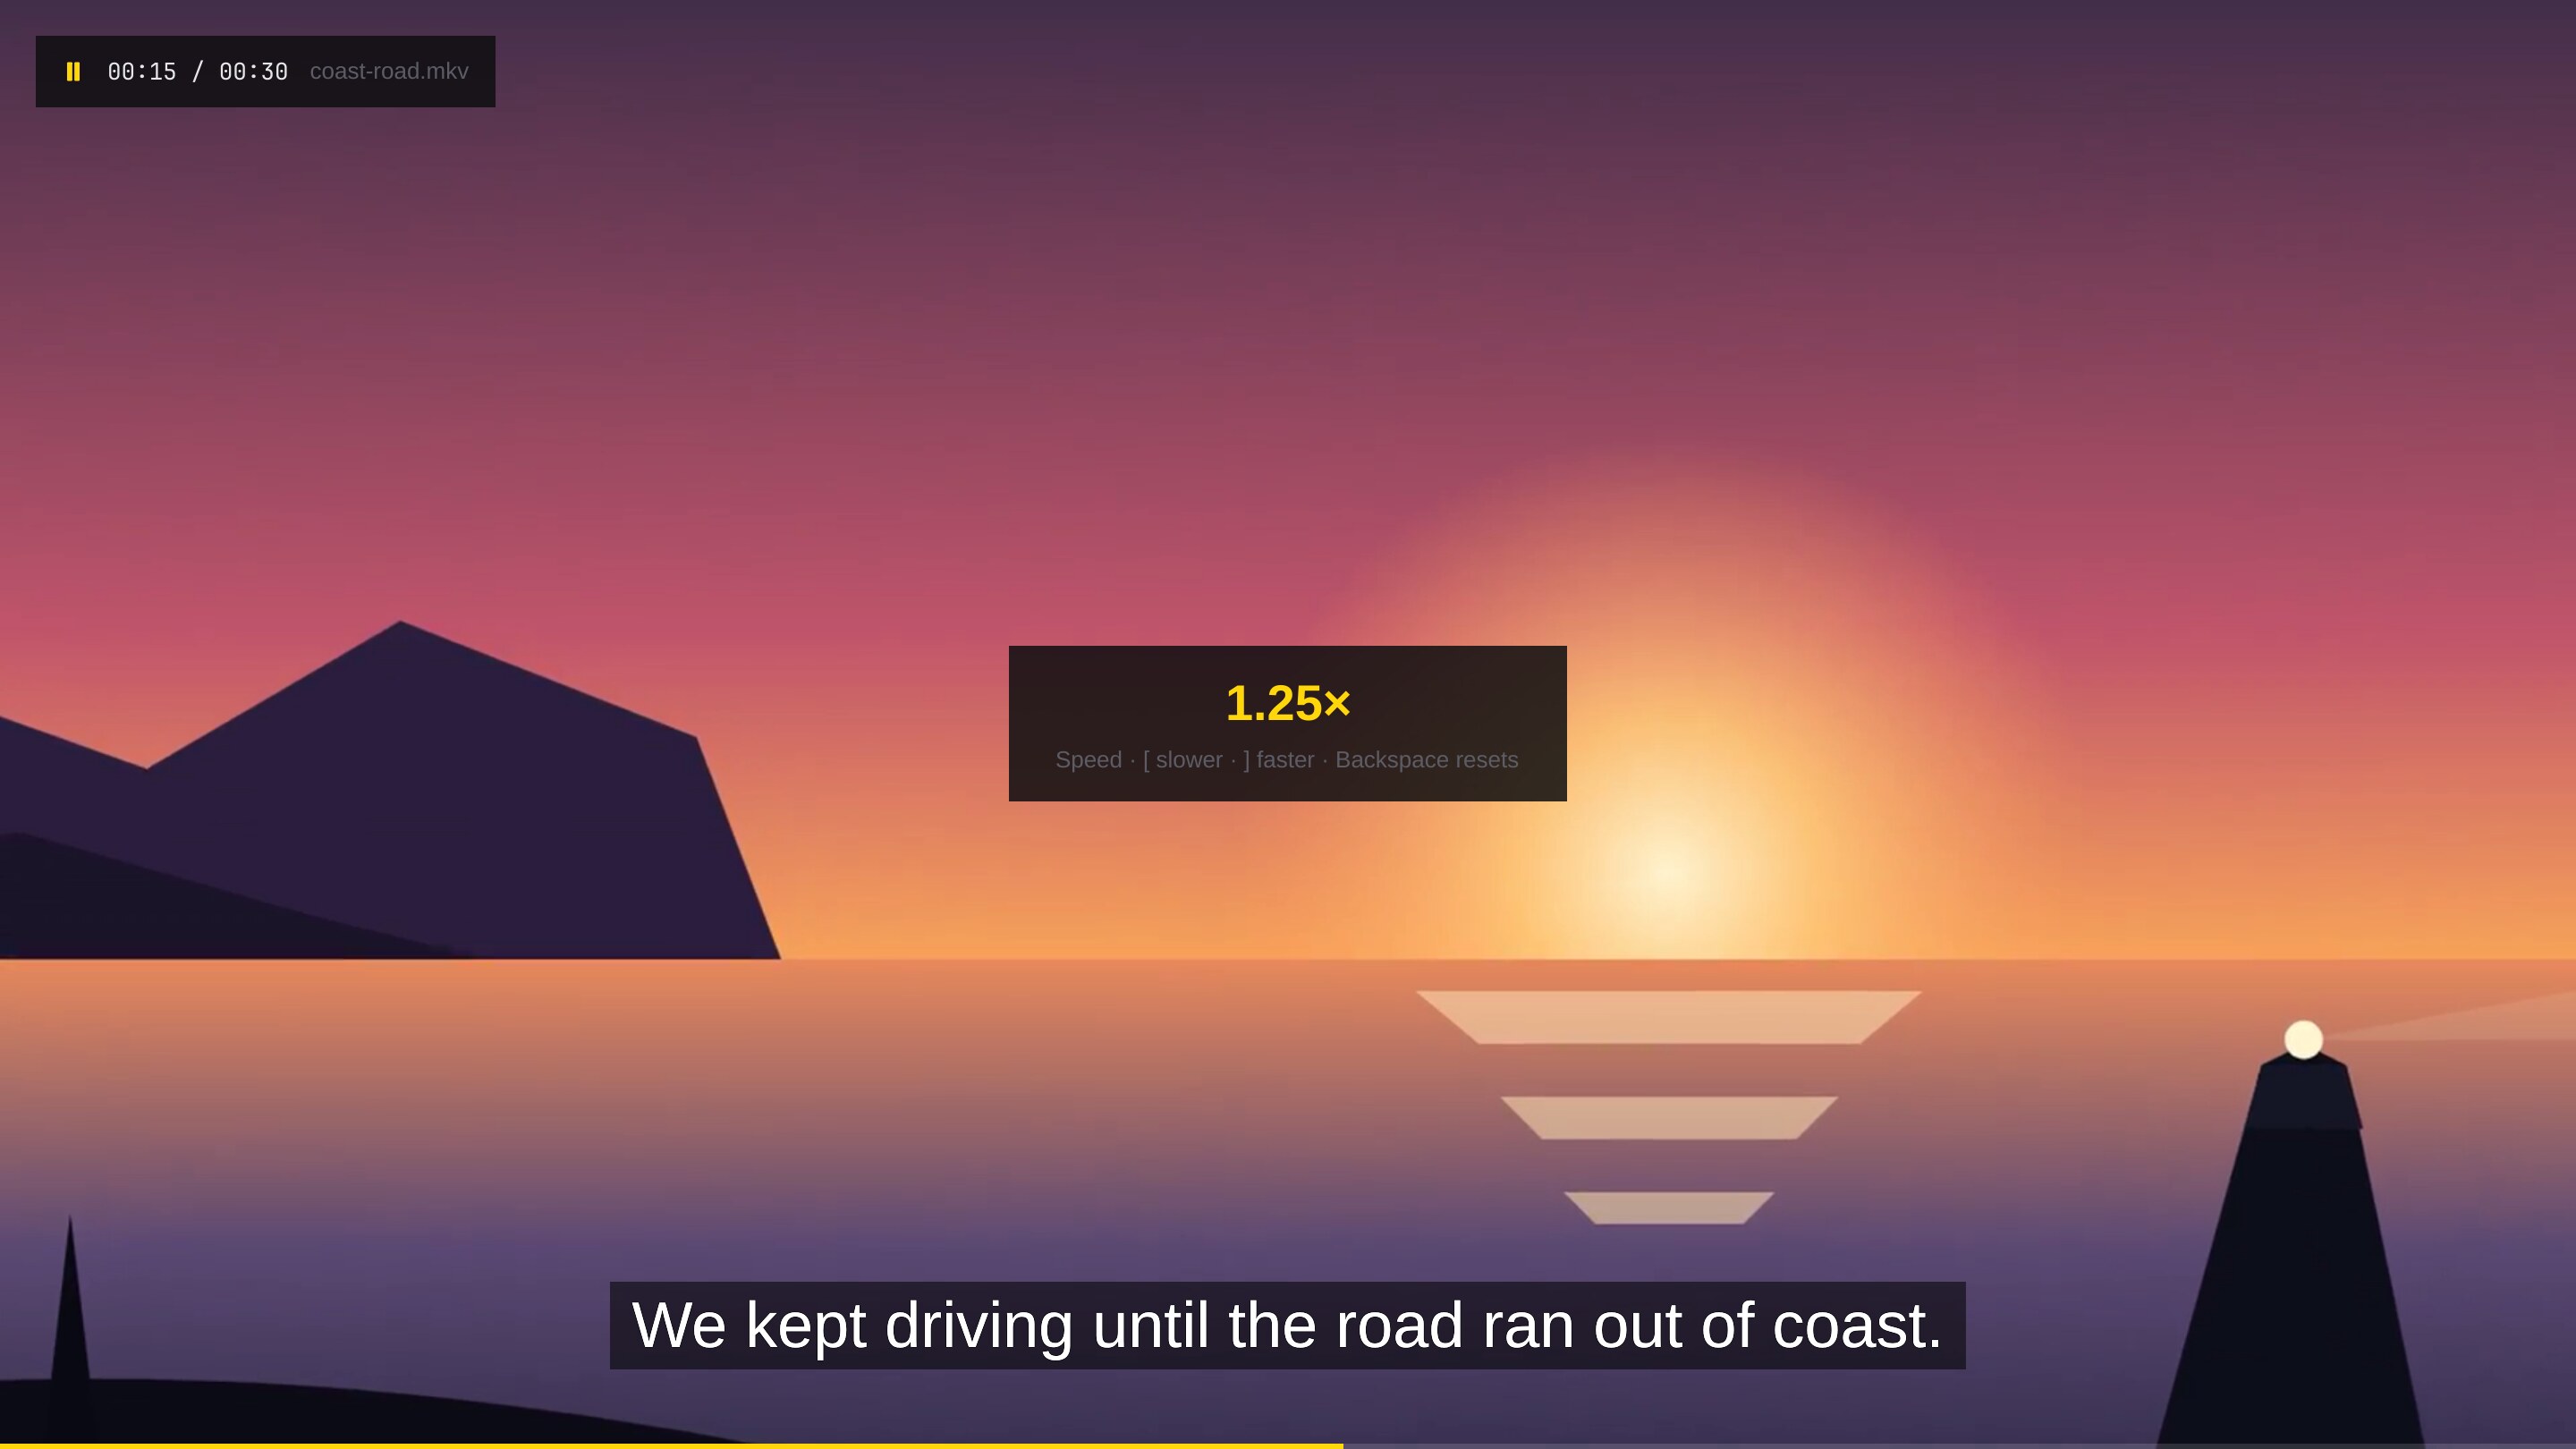 00:15 / 00:30 coast-road.mkv
1.25×
Speed · [ slower · ] faster · Backspace resets
We kept driving until the road ran out of coast.